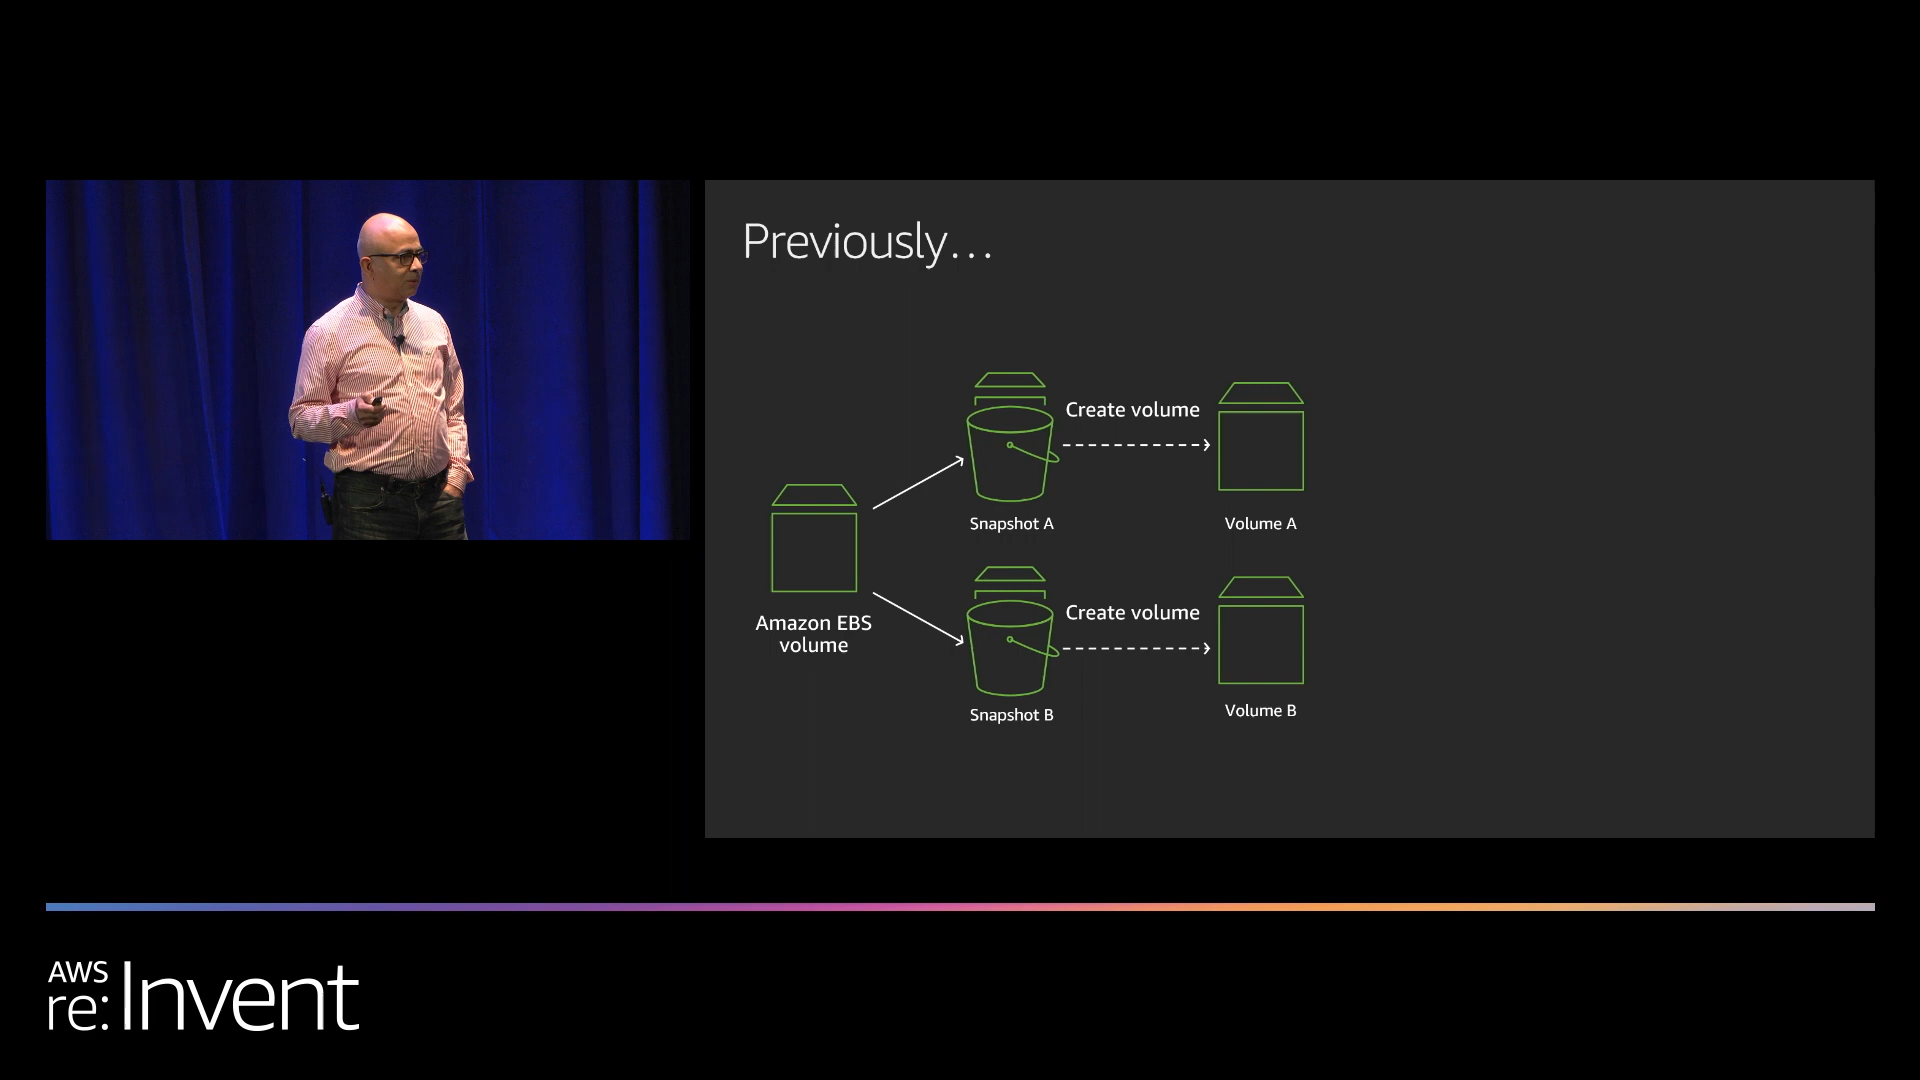 Previously...
Create volume
Snapshot A
Volume A
Amazon EBS
volume
Create volume
Snapshot B
Volume B
AWS
re:Invent